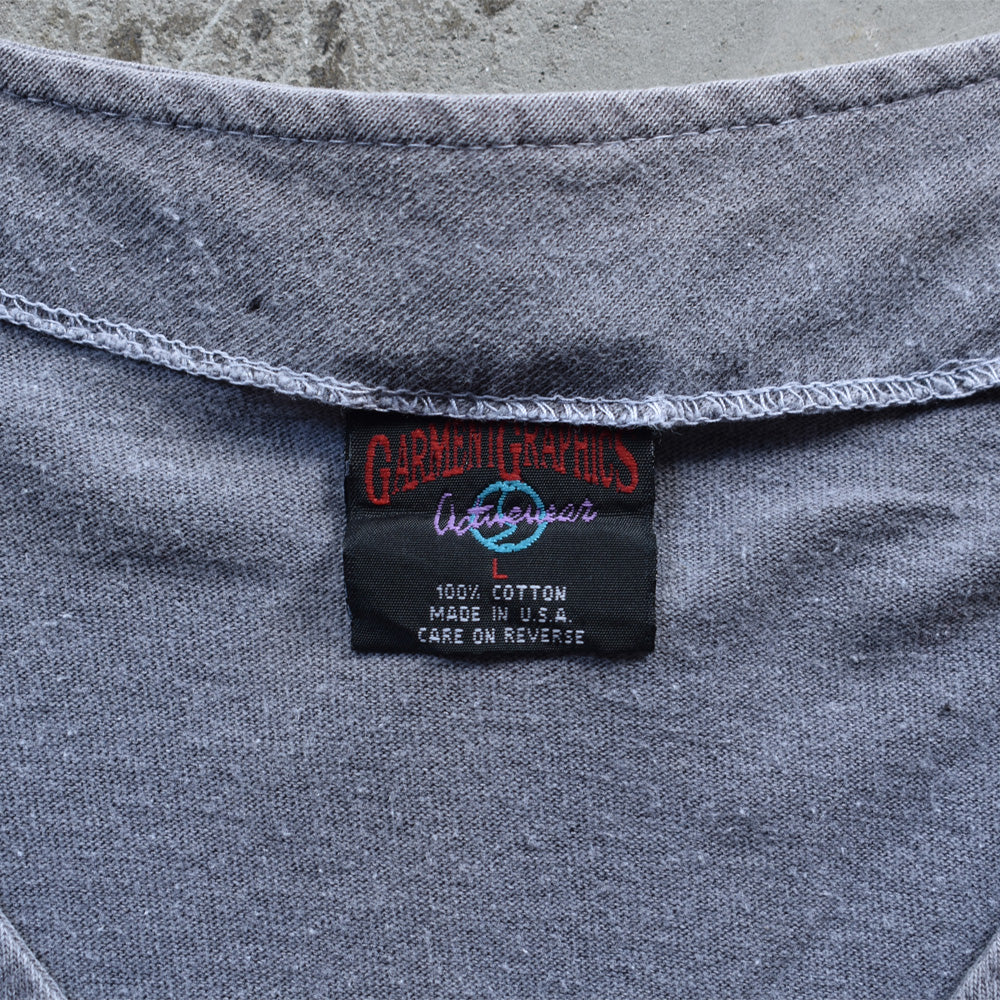 GARMENT GRAPHICS
Activewear
L
100% COTTON
MADE IN U.S.A.
CARE ON REVERSE